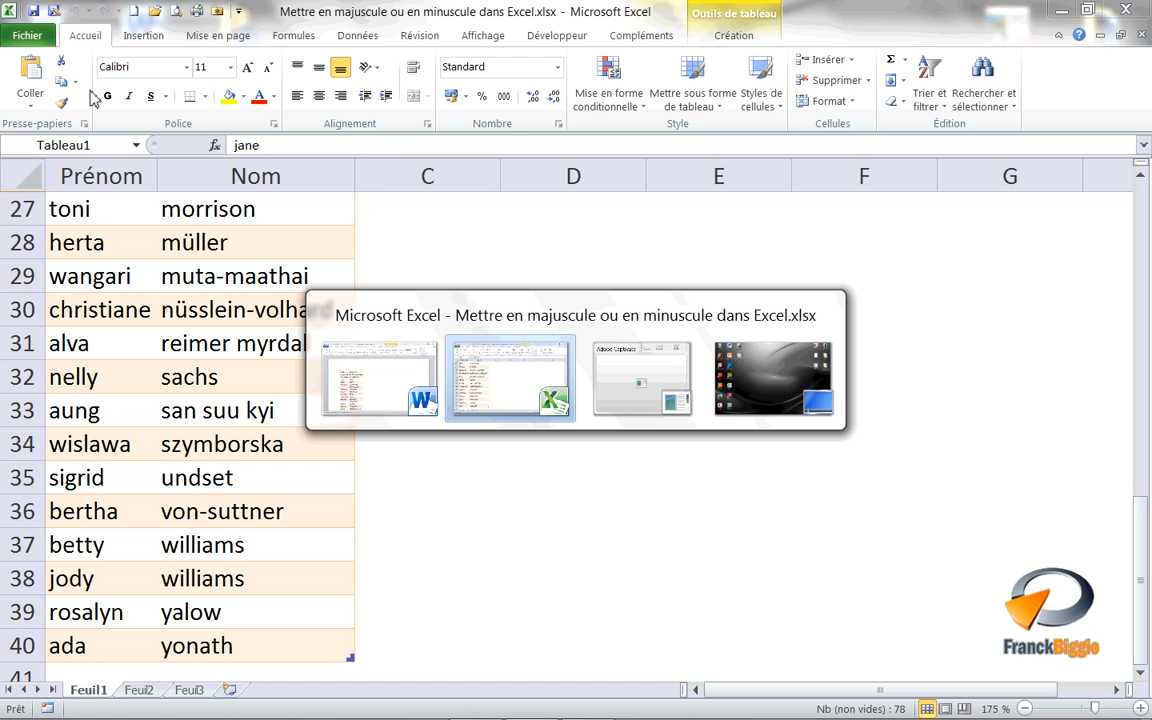 Mettre en majuscule ou en minuscule dans Excel.xlsx - Microsoft Excel
Outils de tableau
Fichier Accueil Insertion Mise en page Formules Données Révision Affichage Développeur Compléments Création
Coller
Presse-papiers
Calibri 11
G I S
Police
Alignement
Standard
% 000
Nombre
Mise en forme conditionnelle
Mettre sous forme de tableau
Styles de cellules
Style
Insérer
Supprimer
Format
Cellules
Trier et filtrer
Rechercher et sélectionner
Édition
Tableau1 fx jane
Prénom Nom C D E F G
27 toni morrison
28 herta müller
29 wangari muta-maathai
30 christiane nüsslein-volhard
31 alva reimer myrdal
32 nelly sachs
33 aung san suu kyi
34 wislawa szymborska
35 sigrid undset
36 bertha von-suttner
37 betty williams
38 jody williams
39 rosalyn yalow
40 ada yonath
41
Microsoft Excel - Mettre en majuscule ou en minuscule dans Excel.xlsx
Adobe Captivate
FranckBiggio
Feuil1 Feuil2 Feuil3
Prêt Nb (non vides) : 78 175 %